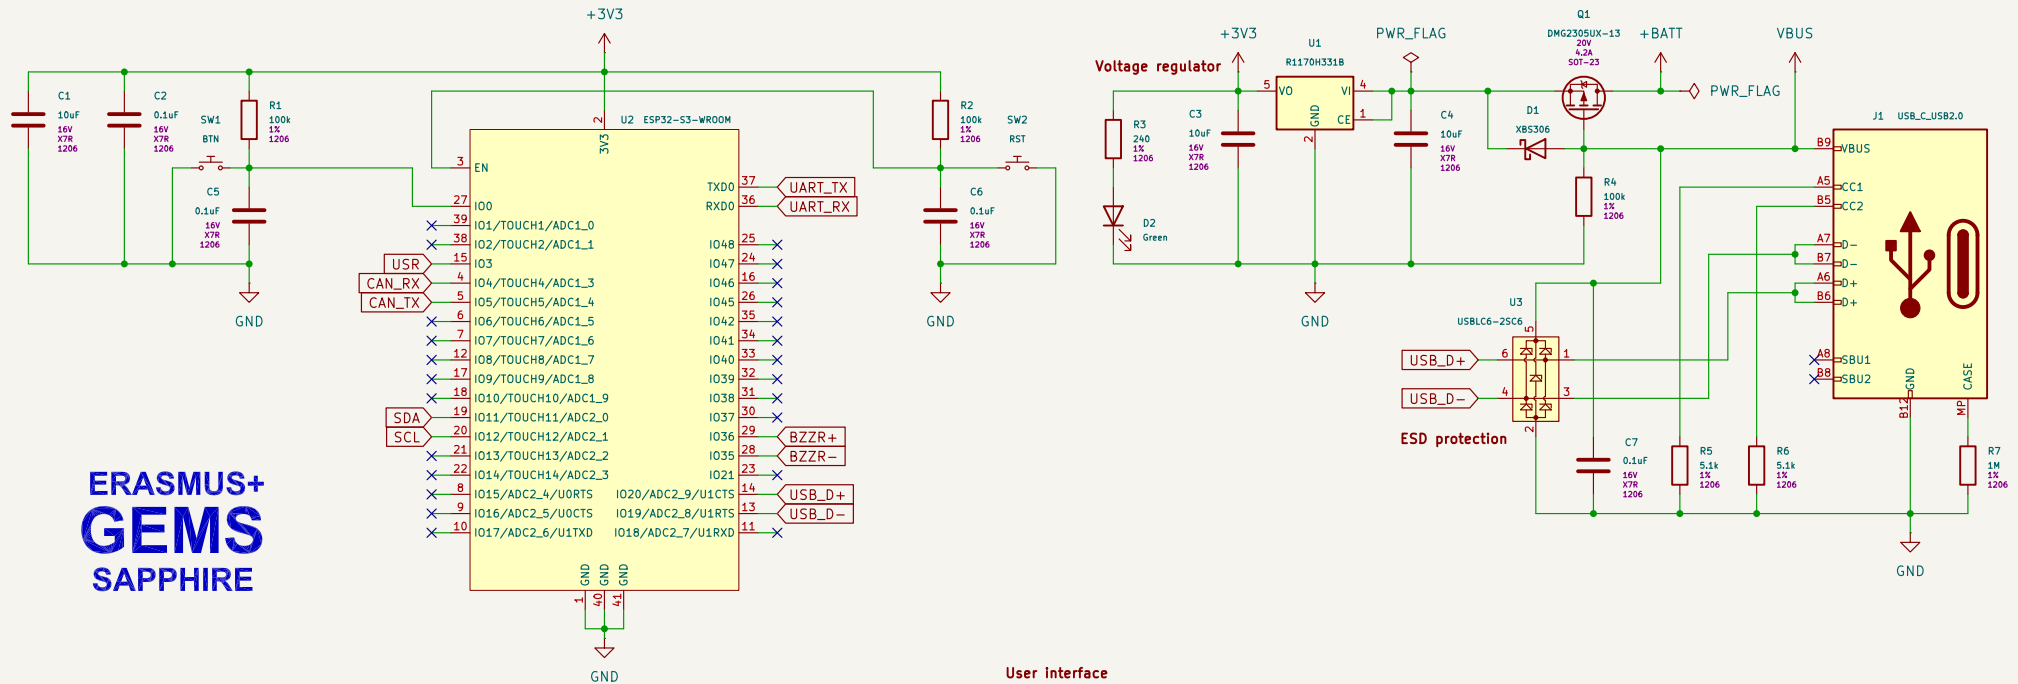 +3V3
C1
10uF
16V
X7R
1206
C2
0.1uF
16V
X7R
1206
R1
100k
1%
1206
SW1
BTN
C5
0.1uF
16V
X7R
1206
GND
U2 ESP32-S3-WROOM
2
3V3
3 EN
27 IO0
39 IO1/TOUCH1/ADC1_0
38 IO2/TOUCH2/ADC1_1
USR 15 IO3
CAN_RX 4 IO4/TOUCH4/ADC1_3
CAN_TX 5 IO5/TOUCH5/ADC1_4
6 IO6/TOUCH6/ADC1_5
7 IO7/TOUCH7/ADC1_6
12 IO8/TOUCH8/ADC1_7
17 IO9/TOUCH9/ADC1_8
18 IO10/TOUCH10/ADC1_9
SDA 19 IO11/TOUCH11/ADC2_0
SCL 20 IO12/TOUCH12/ADC2_1
21 IO13/TOUCH13/ADC2_2
22 IO14/TOUCH14/ADC2_3
8 IO15/ADC2_4/U0RTS
9 IO16/ADC2_5/U0CTS
10 IO17/ADC2_6/U1TXD
TXD0 37 UART_TX
RXD0 36 UART_RX
IO48 25
IO47 24
IO46 16
IO45 26
IO42 35
IO41 34
IO40 33
IO39 32
IO38 31
IO37 30
IO36 29 BZZR+
IO35 28 BZZR-
IO21 23
IO20/ADC2_9/U1CTS 14 USB_D+
IO19/ADC2_8/U1RTS 13 USB_D-
IO18/ADC2_7/U1RXD 11
GND GND GND
1 40 41
GND
R2
100k
1%
1206
SW2
RST
C6
0.1uF
16V
X7R
1206
GND
ERASMUS+
GEMS
SAPPHIRE
Voltage regulator
+3V3
U1
R1170H331B
5 VO
VI 4
CE 1
GND
2
PWR_FLAG
R3
240
1%
1206
D2
Green
C3
10uF
16V
X7R
1206
C4
10uF
16V
X7R
1206
GND
Q1
DMG2305UX-13
20V
4.2A
SOT-23
+BATT
PWR_FLAG
D1
XBS306
R4
100k
1%
1206
VBUS
J1 USB_C_USB2.0
B9 VBUS
A5 CC1
B5 CC2
A7 D-
B7 D-
A6 D+
B6 D+
A8 SBU1
B8 SBU2
GND
B12
CASE
MP
U3
USBLC6-2SC6
5
USB_D+ 6 1
USB_D- 4 3
2
ESD protection
C7
0.1uF
16V
X7R
1206
R5
5.1k
1%
1206
R6
5.1k
1%
1206
R7
1M
1%
1206
GND
User interface